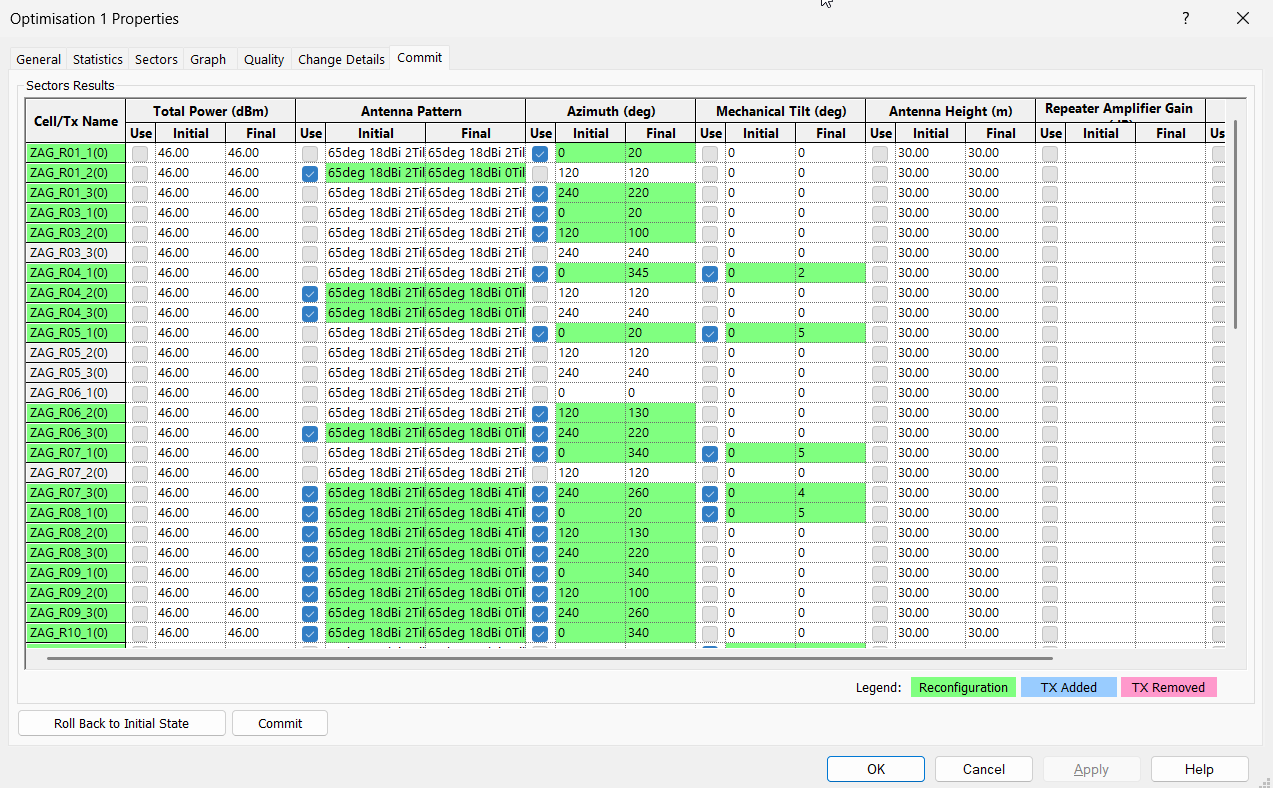 Optimisation 1 Properties ?
General Statistics Sectors Graph Quality Change Details Commit
Sectors Results
Cell/Tx Name Total Power (dBm) Antenna Pattern Azimuth (deg) Mechanical Tilt (deg) Antenna Height (m) Repeater Amplifier Gain
Use Initial Final Use Initial Final Use Initial Final Use Initial Final Use Initial Final Use Initial Final Us
ZAG_R01_1(0) 46.00 46.00 65deg 18dBi 2Til 65deg 18dBi 2Til 0 20 0 0 30.00 30.00
ZAG_R01_2(0) 46.00 46.00 65deg 18dBi 2Til 65deg 18dBi 0Til 120 120 0 0 30.00 30.00
ZAG_R01_3(0) 46.00 46.00 65deg 18dBi 2Til 65deg 18dBi 2Til 240 220 0 0 30.00 30.00
ZAG_R03_1(0) 46.00 46.00 65deg 18dBi 2Til 65deg 18dBi 2Til 0 20 0 0 30.00 30.00
ZAG_R03_2(0) 46.00 46.00 65deg 18dBi 2Til 65deg 18dBi 2Til 120 100 0 0 30.00 30.00
ZAG_R03_3(0) 46.00 46.00 65deg 18dBi 2Til 65deg 18dBi 2Til 240 240 0 0 30.00 30.00
ZAG_R04_1(0) 46.00 46.00 65deg 18dBi 2Til 65deg 18dBi 2Til 0 345 0 2 30.00 30.00
ZAG_R04_2(0) 46.00 46.00 65deg 18dBi 2Til 65deg 18dBi 0Til 120 120 0 0 30.00 30.00
ZAG_R04_3(0) 46.00 46.00 65deg 18dBi 2Til 65deg 18dBi 0Til 240 240 0 0 30.00 30.00
ZAG_R05_1(0) 46.00 46.00 65deg 18dBi 2Til 65deg 18dBi 2Til 0 20 0 5 30.00 30.00
ZAG_R05_2(0) 46.00 46.00 65deg 18dBi 2Til 65deg 18dBi 2Til 120 120 0 0 30.00 30.00
ZAG_R05_3(0) 46.00 46.00 65deg 18dBi 2Til 65deg 18dBi 2Til 240 240 0 0 30.00 30.00
ZAG_R06_1(0) 46.00 46.00 65deg 18dBi 2Til 65deg 18dBi 2Til 0 0 0 0 30.00 30.00
ZAG_R06_2(0) 46.00 46.00 65deg 18dBi 2Til 65deg 18dBi 2Til 120 130 0 0 30.00 30.00
ZAG_R06_3(0) 46.00 46.00 65deg 18dBi 2Til 65deg 18dBi 0Til 240 220 0 0 30.00 30.00
ZAG_R07_1(0) 46.00 46.00 65deg 18dBi 2Til 65deg 18dBi 2Til 0 340 0 5 30.00 30.00
ZAG_R07_2(0) 46.00 46.00 65deg 18dBi 2Til 65deg 18dBi 2Til 120 120 0 0 30.00 30.00
ZAG_R07_3(0) 46.00 46.00 65deg 18dBi 2Til 65deg 18dBi 4Til 240 260 0 4 30.00 30.00
ZAG_R08_1(0) 46.00 46.00 65deg 18dBi 2Til 65deg 18dBi 4Til 0 20 0 5 30.00 30.00
ZAG_R08_2(0) 46.00 46.00 65deg 18dBi 2Til 65deg 18dBi 4Til 120 130 0 0 30.00 30.00
ZAG_R08_3(0) 46.00 46.00 65deg 18dBi 2Til 65deg 18dBi 0Til 240 220 0 0 30.00 30.00
ZAG_R09_1(0) 46.00 46.00 65deg 18dBi 2Til 65deg 18dBi 0Til 0 340 0 0 30.00 30.00
ZAG_R09_2(0) 46.00 46.00 65deg 18dBi 2Til 65deg 18dBi 0Til 120 100 0 0 30.00 30.00
ZAG_R09_3(0) 46.00 46.00 65deg 18dBi 2Til 65deg 18dBi 0Til 240 260 0 0 30.00 30.00
ZAG_R10_1(0) 46.00 46.00 65deg 18dBi 2Til 65deg 18dBi 0Til 0 340 0 0 30.00 30.00
Legend: Reconfiguration TX Added TX Removed
Roll Back to Initial State Commit
OK Cancel Apply Help